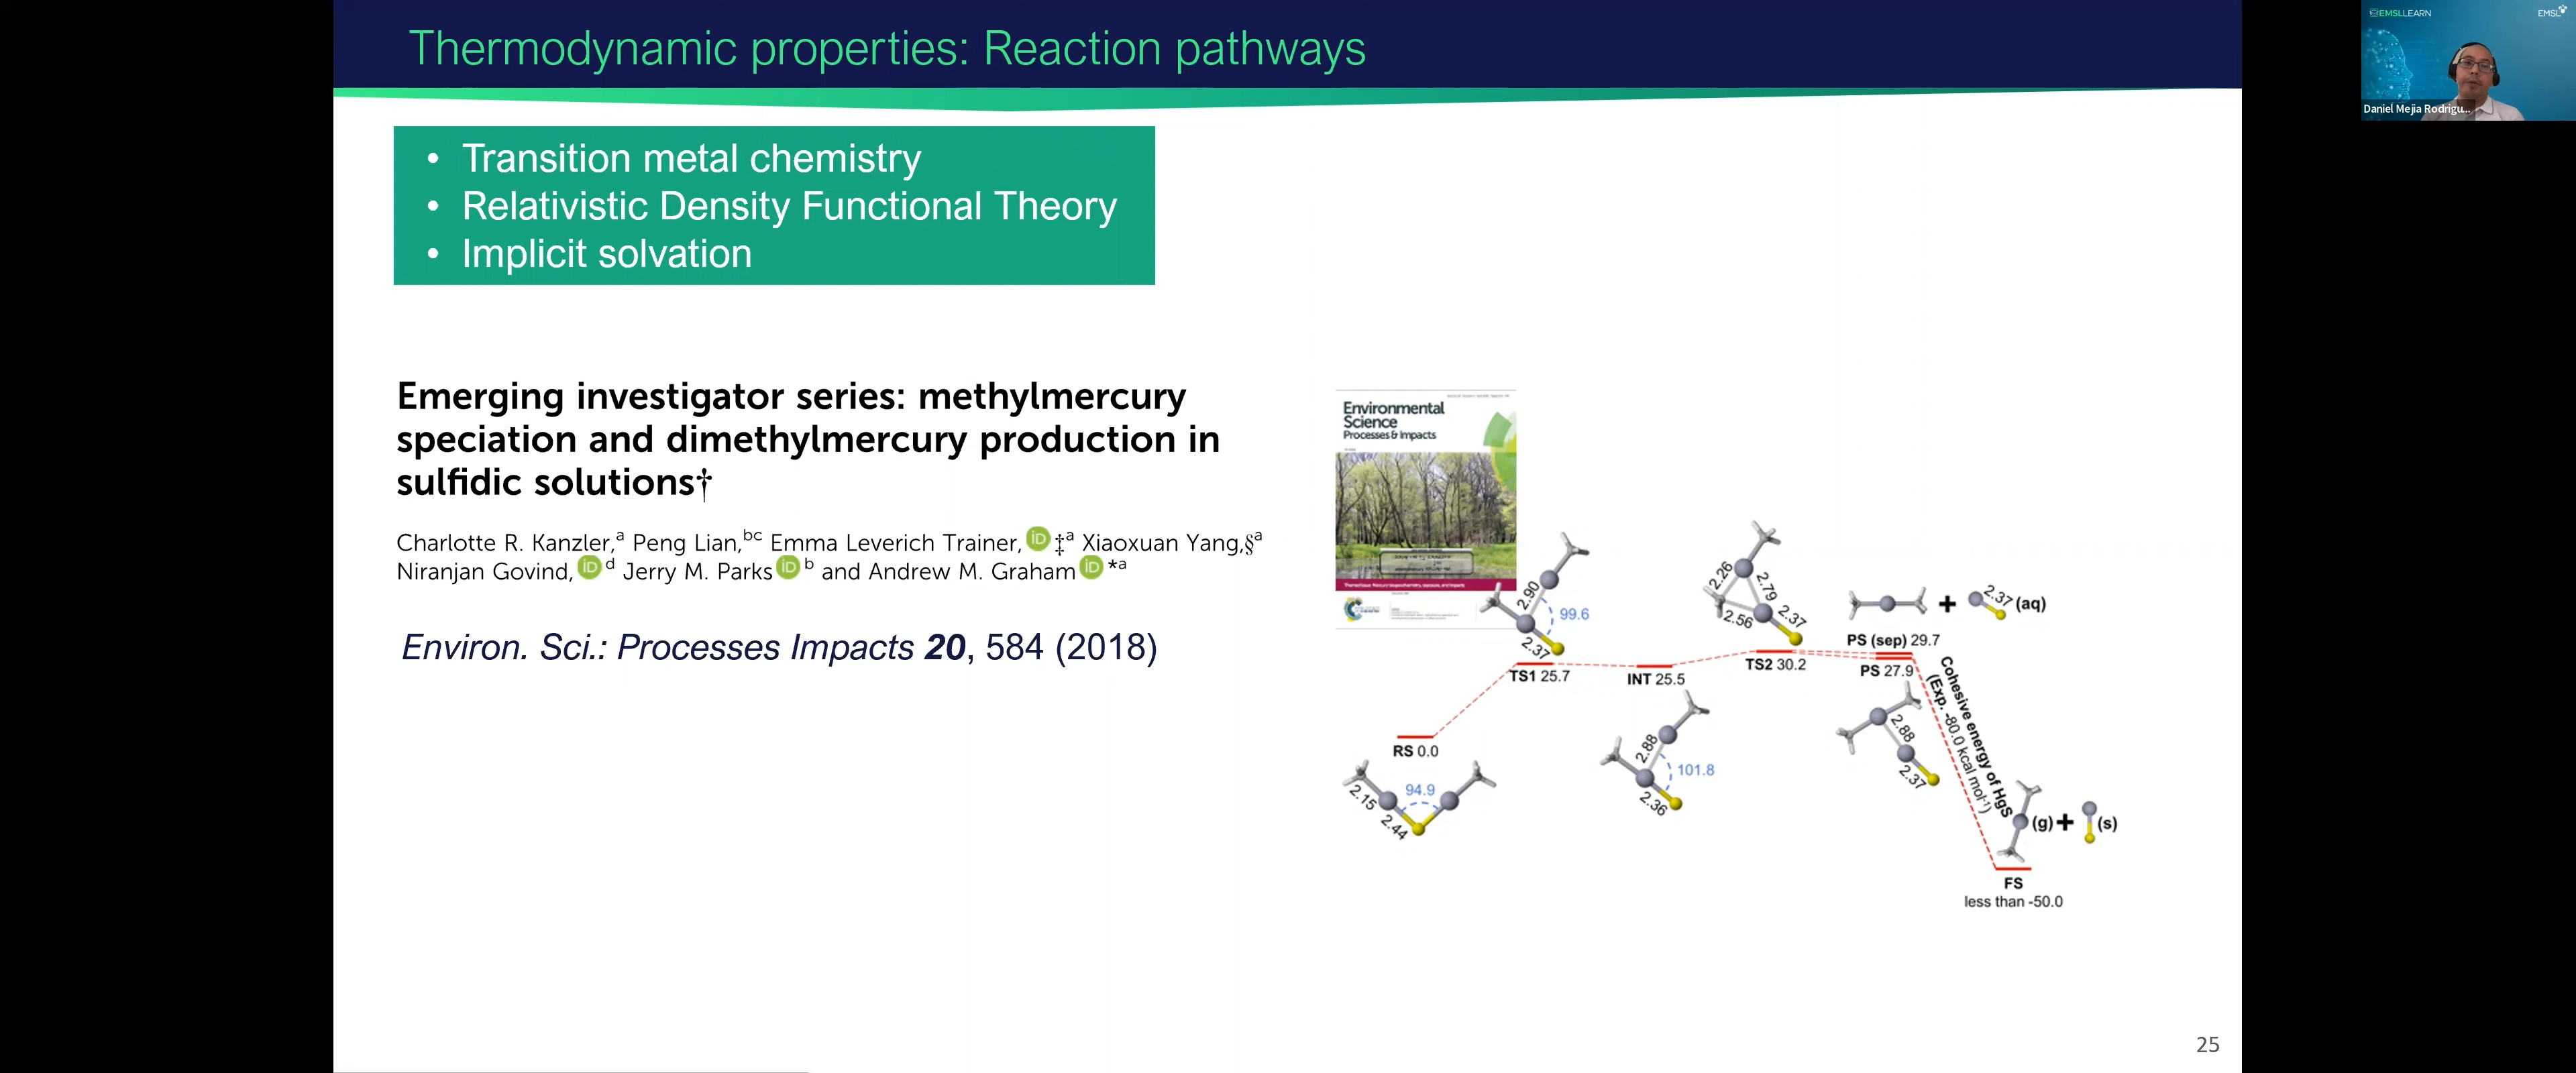 Thermodynamic properties: Reaction pathways
EMSLLEARN
EMSL
Daniel Mejia Rodrigu...
• Transition metal chemistry
• Relativistic Density Functional Theory
• Implicit solvation
Emerging investigator series: methylmercury
speciation and dimethylmercury production in
sulfidic solutions†
Charlotte R. Kanzler,ᵃ Peng Lian,ᵇᶜ Emma Leverich Trainer, iD ‡ᵃ Xiaoxuan Yang,§ᵃ
Niranjan Govind, iD ᵈ Jerry M. Parks iD ᵇ and Andrew M. Graham iD *ᵃ
Environ. Sci.: Processes Impacts 20, 584 (2018)
Environmental
Science
Processes & Impacts
2.90
99.6
2.37
TS1 25.7
2.26
2.79
2.56
2.37
TS2 30.2
2.37
+
(aq)
PS (sep) 29.7
PS 27.9
INT 25.5
RS 0.0
2.15
94.9
2.44
2.88
101.8
2.36
2.88
2.37
Cohesive energy of HgS
(Exp. -80.0 kcal mol⁻¹)
(g) + (s)
FS
less than -50.0
25